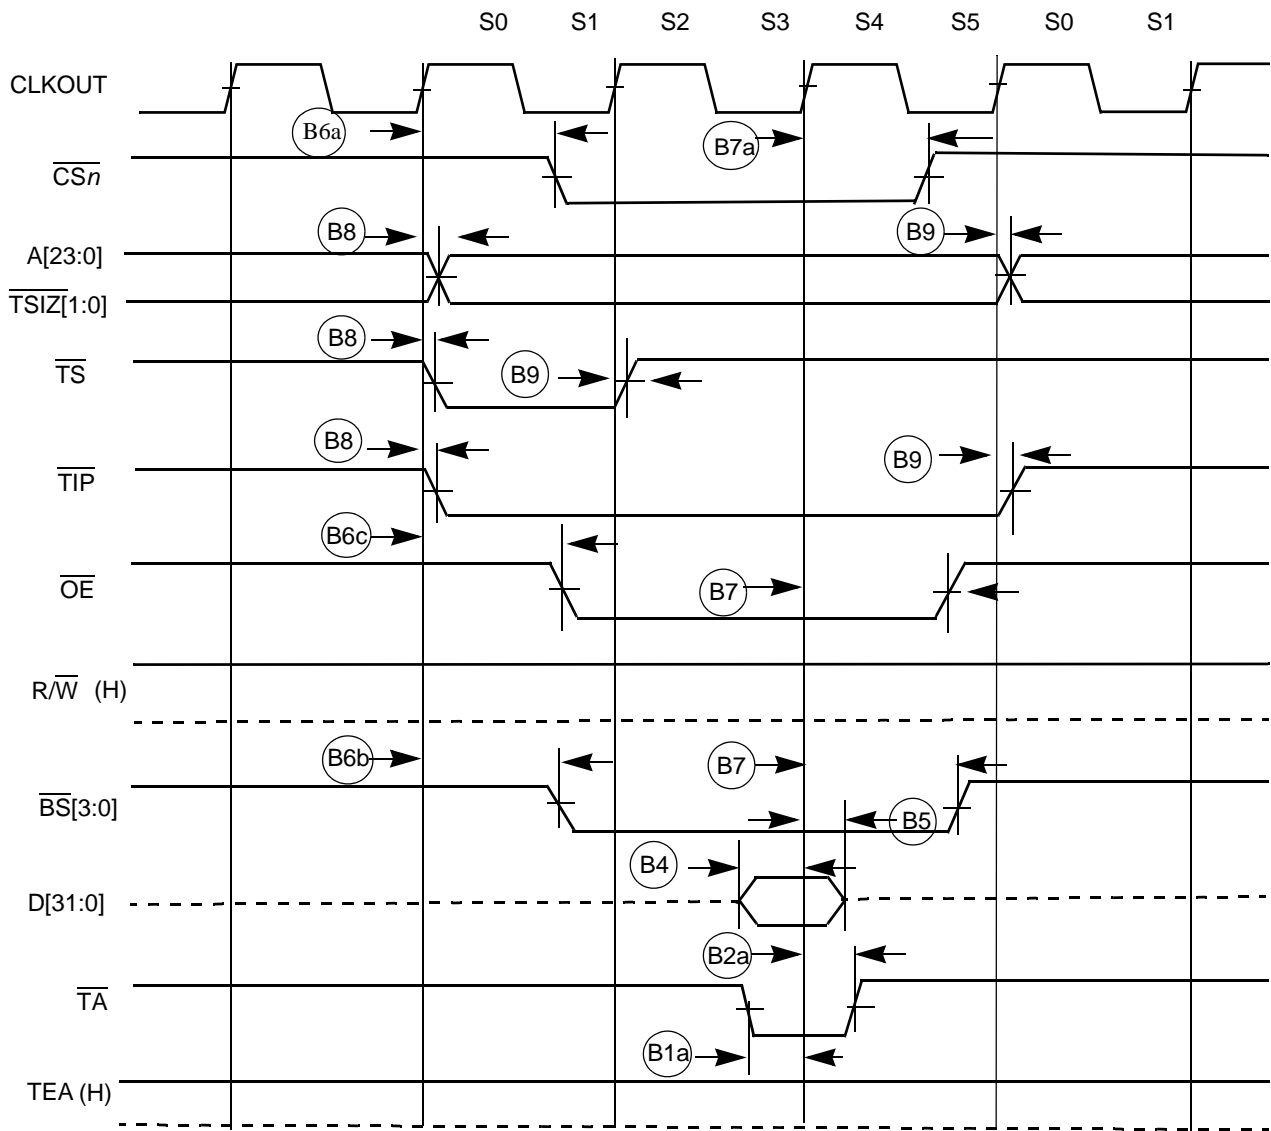 S0 S1 S2 S3 S4 S5 S0 S1
CLKOUT
B6a B7a
CSn
B8 B9
A[23:0]
TSIZ[1:0]
B8
TS B9
B8 B9
TIP
B6c
OE B7
R/W (H)
B6b B7
BS[3:0] B5
B4
D[31:0]
B2a
TA
B1a
TEA (H)